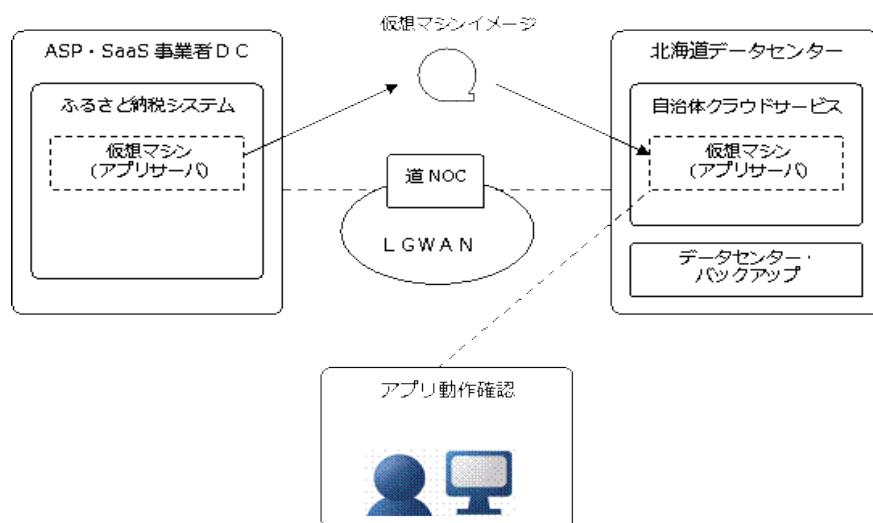 仮想マシンイメージ
ASP・SaaS 事業者ＤＣ
ふるさと納税システム
仮想マシン
(アプリサーバ)
北海道データセンター
自治体クラウドサービス
仮想マシン
(アプリサーバ)
道 NOC
ＬＧＷＡＮ
データセンター・
バックアップ
アプリ動作確認